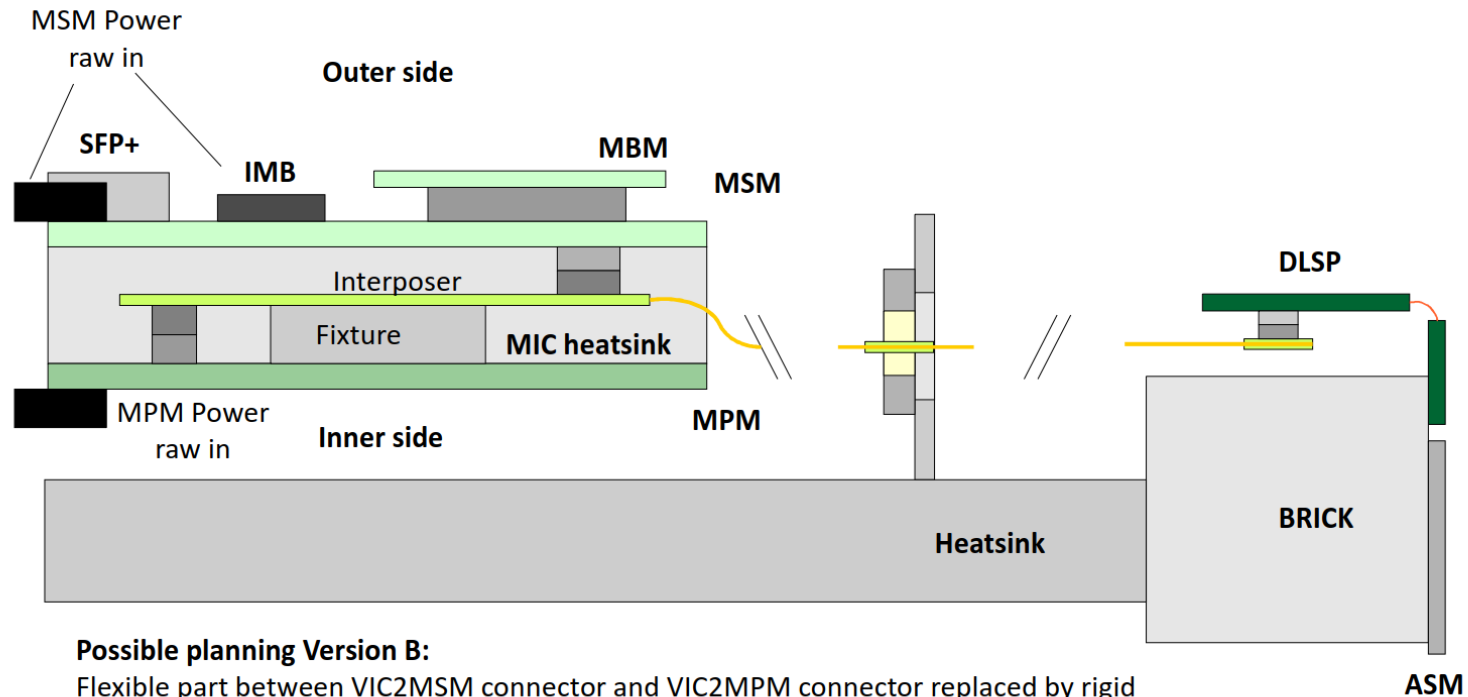 MSM Power
raw in
Outer side
SFP+
IMB
MBM
MSM
Interposer
Fixture
MIC heatsink
DLSP
MPM Power
raw in
Inner side
MPM
Heatsink
BRICK
Possible planning Version B:
Flexible part between VIC2MSM connector and VIC2MPM connector replaced by rigid
ASM